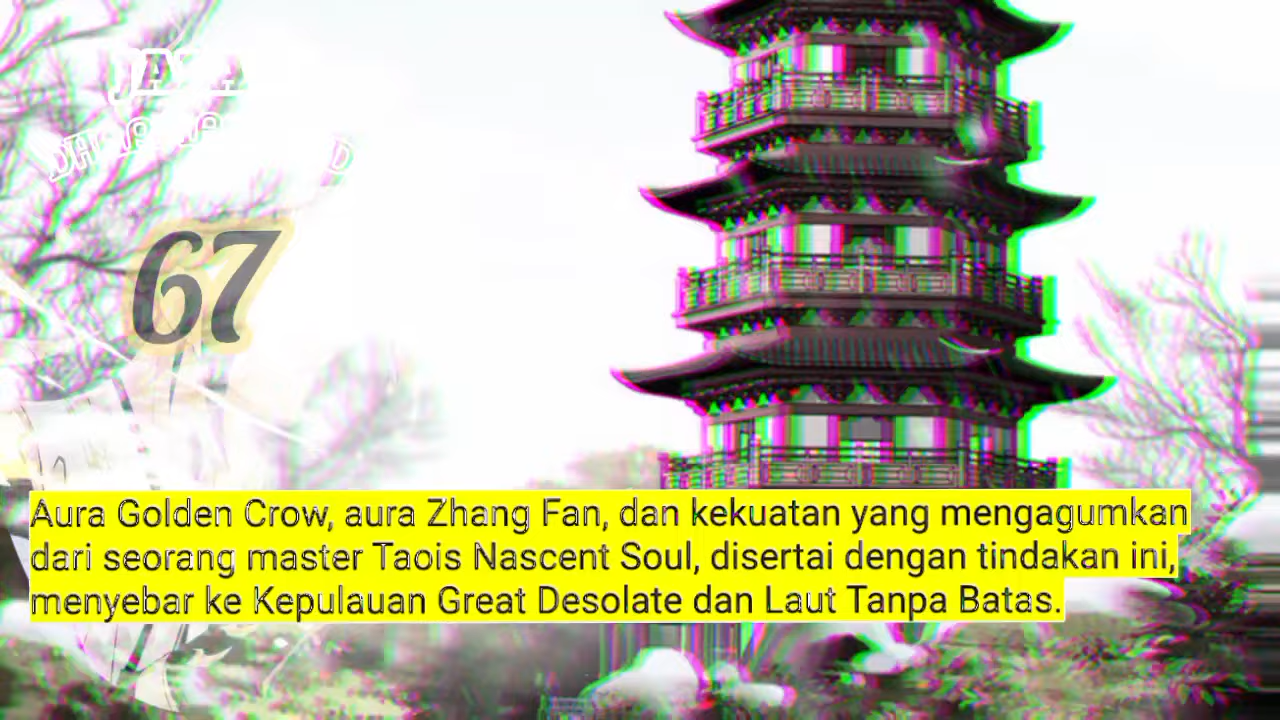 67
Aura Golden Crow, aura Zhang Fan, dan kekuatan yang mengagumkan
dari seorang master Taois Nascent Soul, disertai dengan tindakan ini,
menyebar ke Kepulauan Great Desolate dan Laut Tanpa Batas.